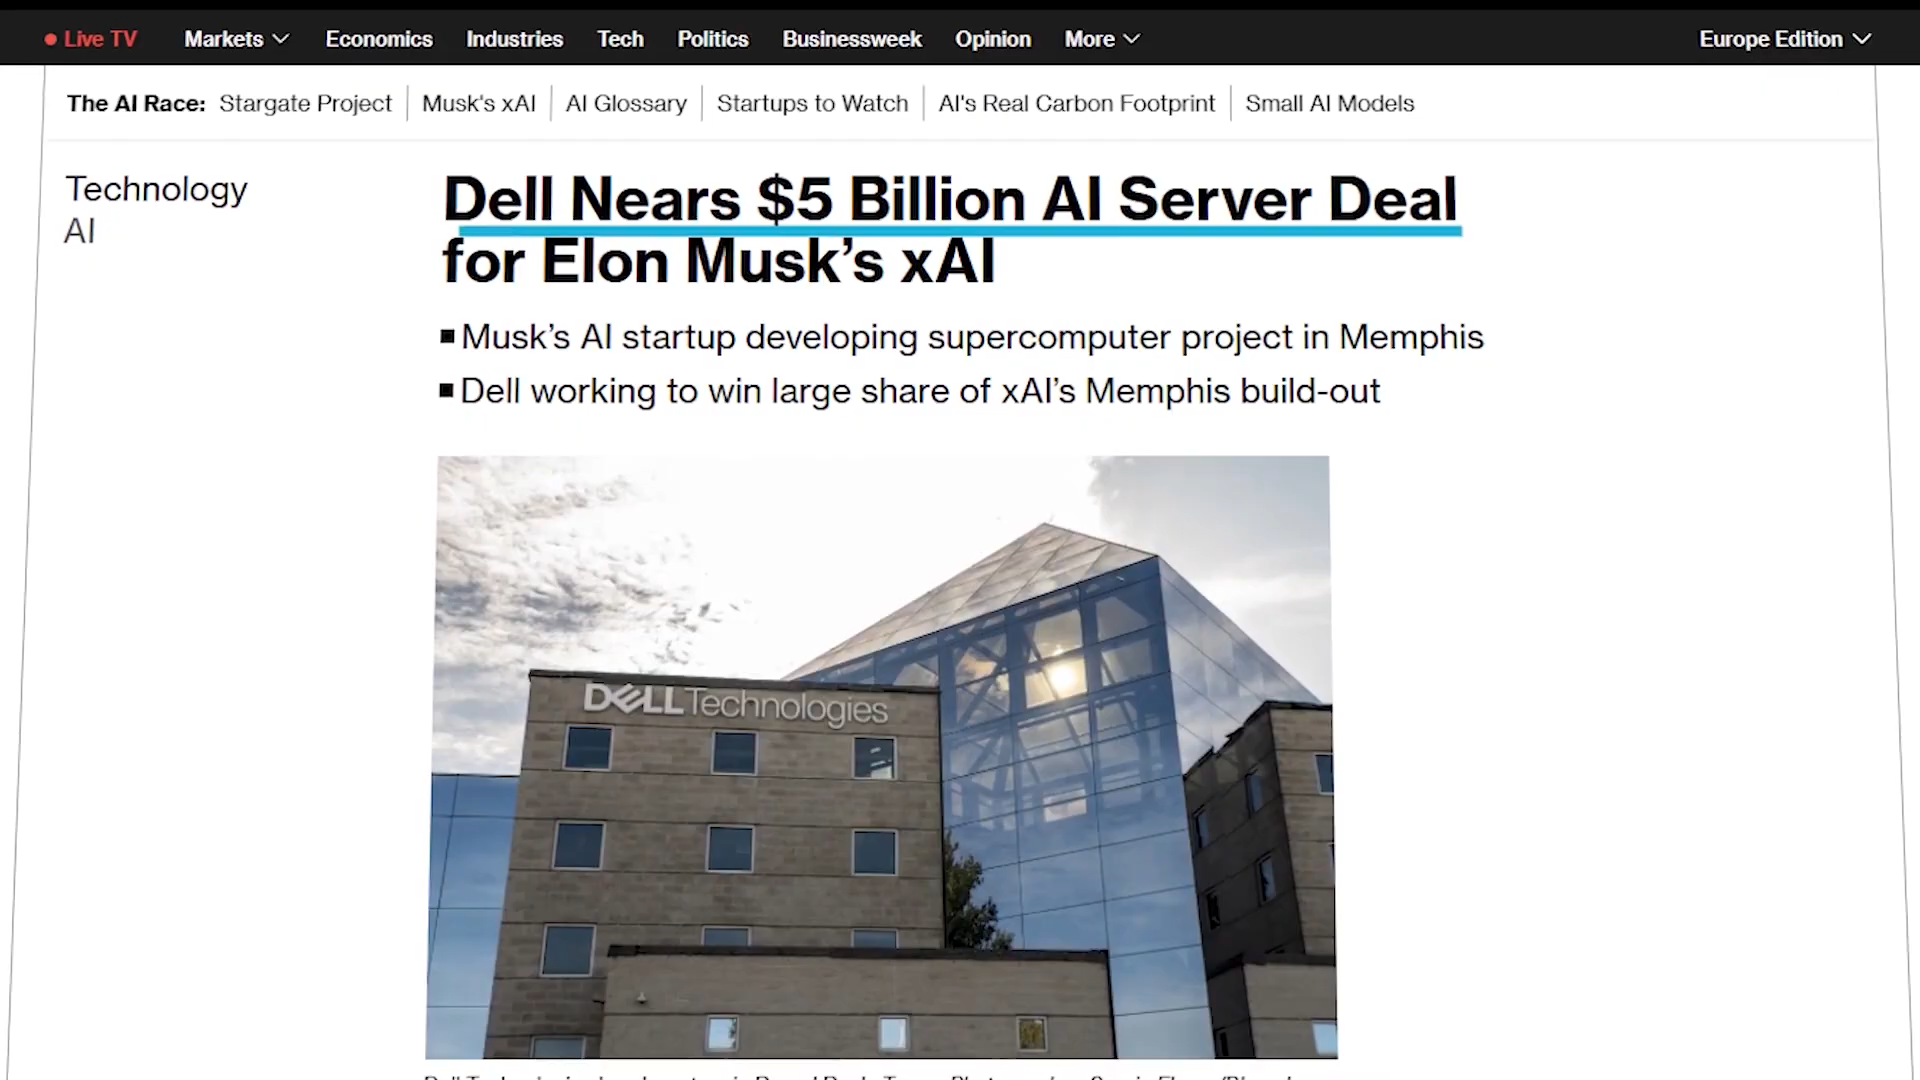 Live TV Markets Economics Industries Tech Politics Businessweek Opinion More Europe Edition
The AI Race: Stargate Project Musk's xAI AI Glossary Startups to Watch AI's Real Carbon Footprint Small AI Models
Technology
AI
Dell Nears $5 Billion AI Server Deal
for Elon Musk’s xAI
Musk’s AI startup developing supercomputer project in Memphis
Dell working to win large share of xAI’s Memphis build-out
DELL Technologies